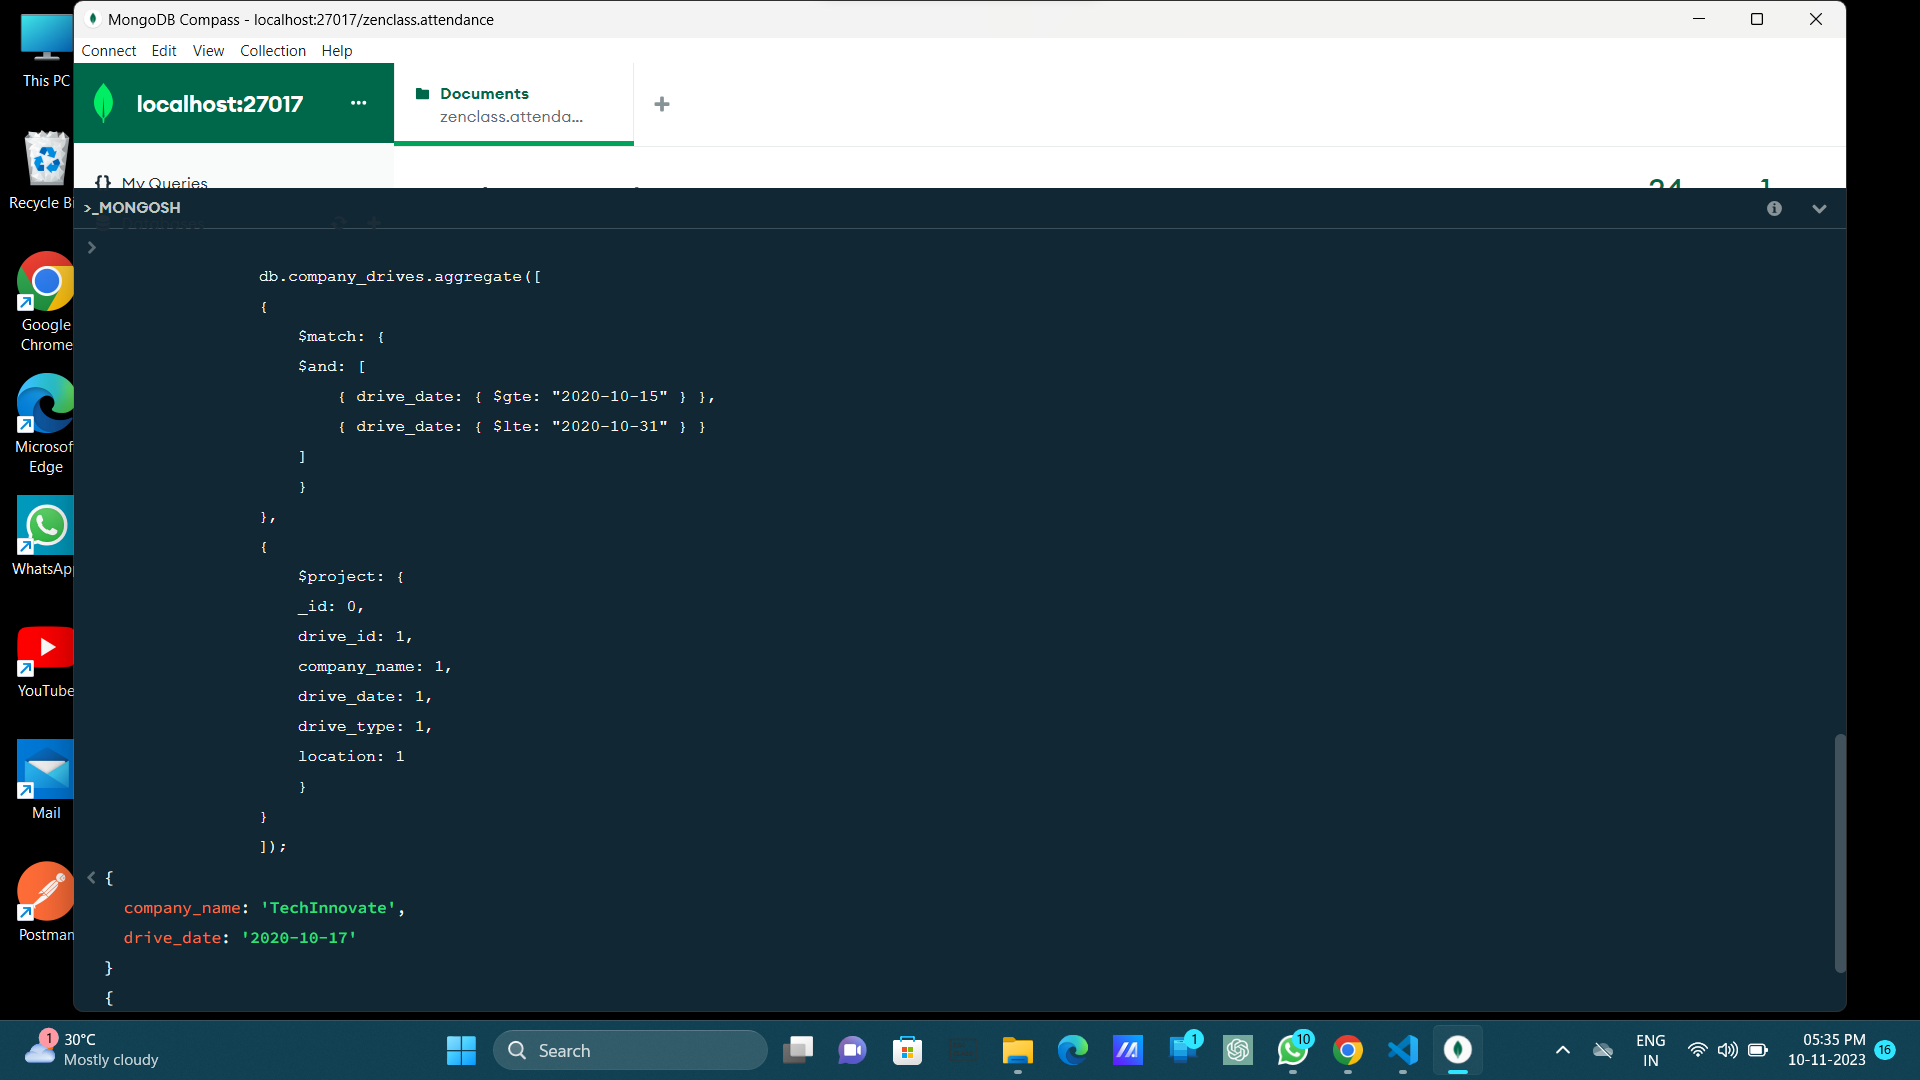 MongoDB Compass - localhost:27017/zenclass.attendance
Connect Edit View Collection Help
localhost:27017
Documents
zenclass.attenda...
My Queries
24 1
>_MONGOSH
db.company_drives.aggregate([
{
$match: {
$and: [
{ drive_date: { $gte: "2020-10-15" } },
{ drive_date: { $lte: "2020-10-31" } }
]
}
},
{
$project: {
_id: 0,
drive_id: 1,
company_name: 1,
drive_date: 1,
drive_type: 1,
location: 1
}
}
]);
{
company_name: 'TechInnovate',
drive_date: '2020-10-17'
}
{
This PC
Recycle Bi
Google
Chrome
Microsof
Edge
WhatsApp
YouTube
Mail
Postman
1
30°C
Mostly cloudy
Search
1
10
ENG
IN
05:35 PM
10-11-2023
16